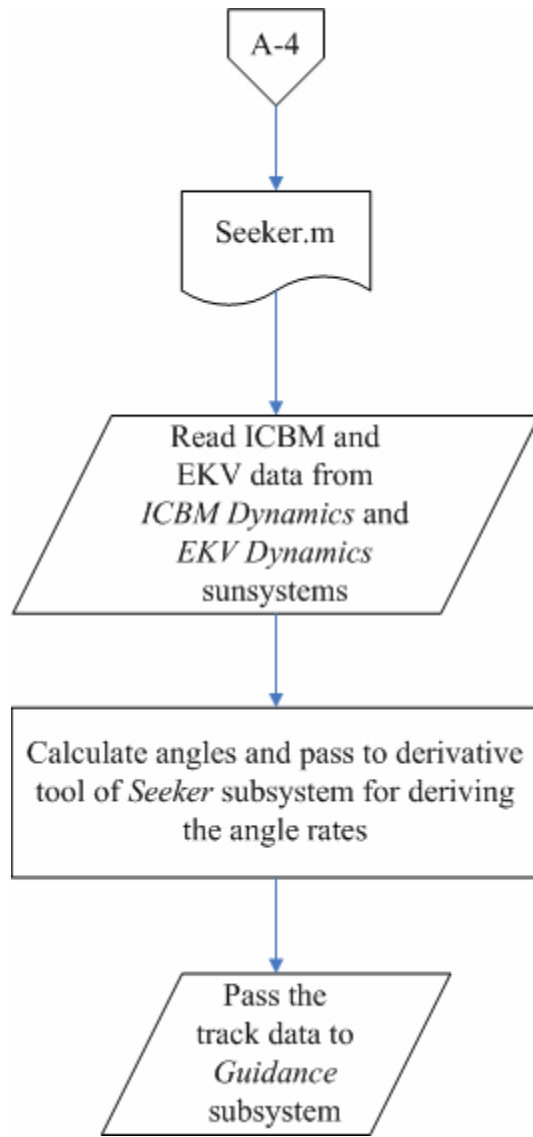 A-4
Seeker.m
Read ICBM and
EKV data from
ICBM Dynamics and
EKV Dynamics
sunsystems
Calculate angles and pass to derivative
tool of Seeker subsystem for deriving
the angle rates
Pass the
track data to
Guidance
subsystem